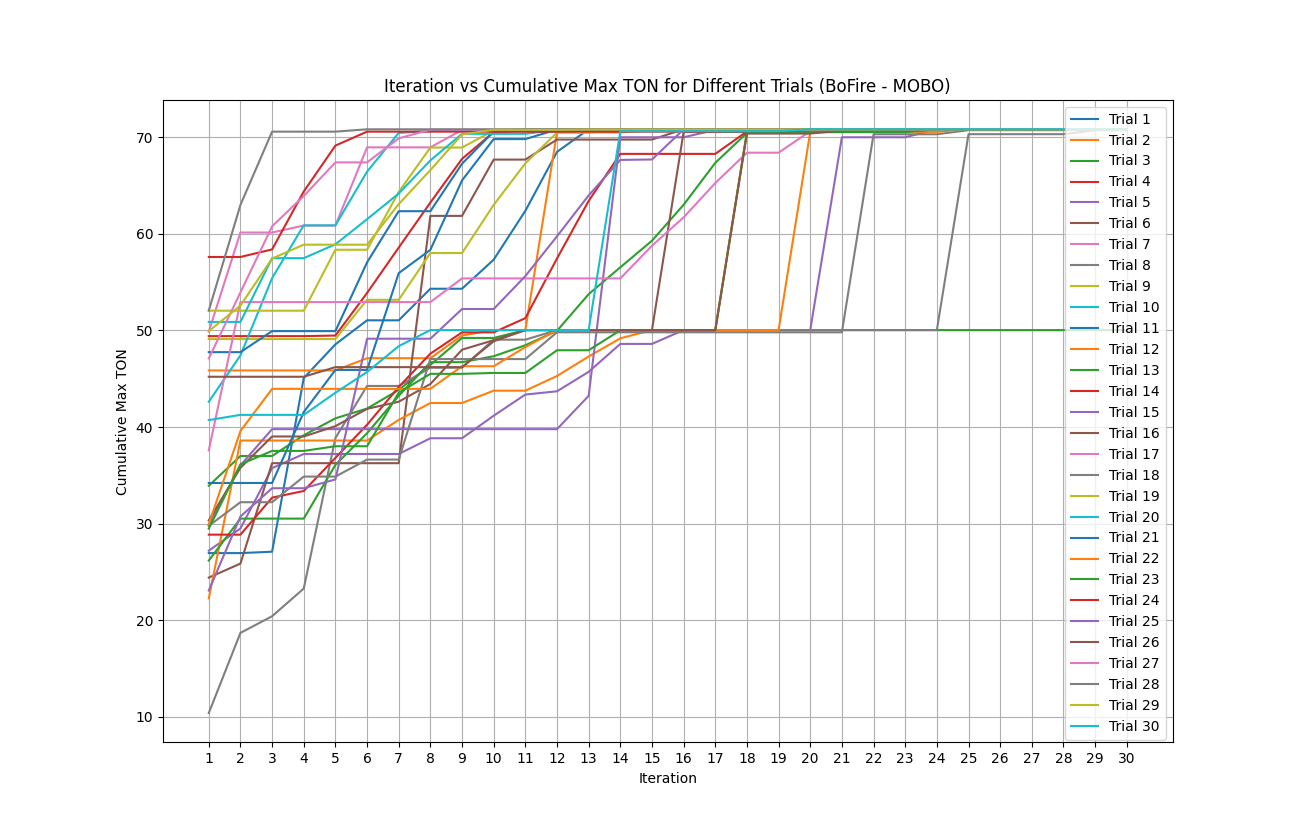 Iteration vs Cumulative Max TON for Different Trials (BoFire - MOBO)
Cumulative Max TON
70
60
50
40
30
20
10
1 2 3 4 5 6 7 8 9 10 11 12 13 14 15 16 17 18 19 20 21 22 23 24 25 26 27 28 29 30
Iteration
Trial 1
Trial 2
Trial 3
Trial 4
Trial 5
Trial 6
Trial 7
Trial 8
Trial 9
Trial 10
Trial 11
Trial 12
Trial 13
Trial 14
Trial 15
Trial 16
Trial 17
Trial 18
Trial 19
Trial 20
Trial 21
Trial 22
Trial 23
Trial 24
Trial 25
Trial 26
Trial 27
Trial 28
Trial 29
Trial 30